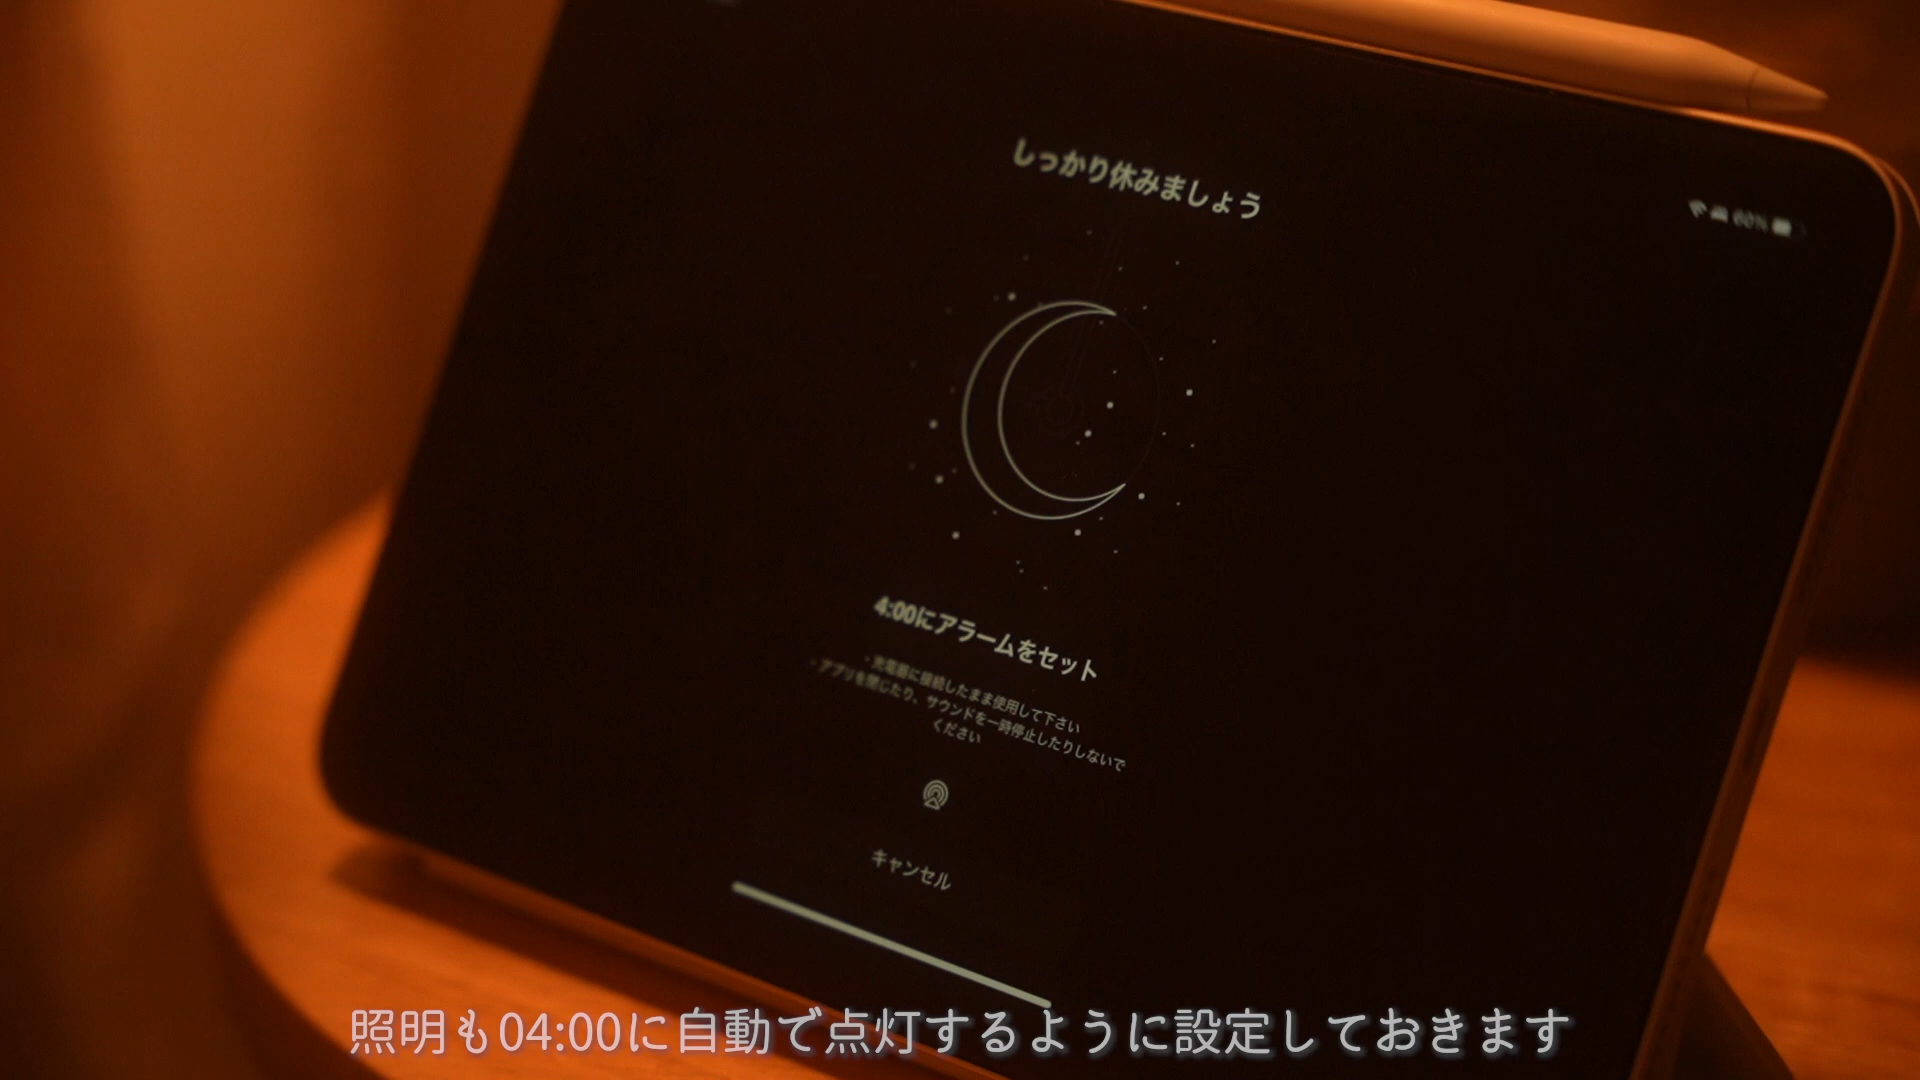 しっかり休みましょう
60%
4:00にアラームをセット
・充電器に接続したまま使用して下さい
・アプリを閉じたり、サウンドを一時停止したりしないで
ください
キャンセル
照明も04:00に自動で点灯するように設定しておきます